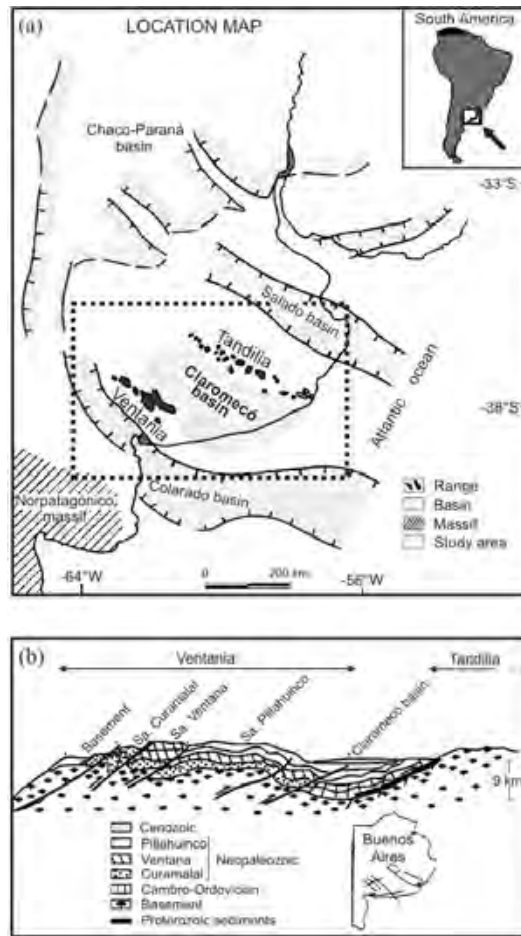 (a)
LOCATION MAP
South America
Chaco-Paraná
basin
-33°S
Salado basin
Tandilia
Claromecó
basin
Ventania
Atlantic ocean
-38°S
Colarado basin
Norpatagónico
massif
Range
Basin
Massif
Study area
-64°W
0 200 km
-56°W
(b)
Ventania
Tandilia
Basement
Sa. Curamalal
Sa. Ventana
Sa. Pillahuinco
Claromecó basin
9 km
Cenozoic
Pillahuinco
Ventana
Neopaleozoic
Curamalal
Cambro-Ordovician
Basement
Proterozoic sediments
Buenos
Aires